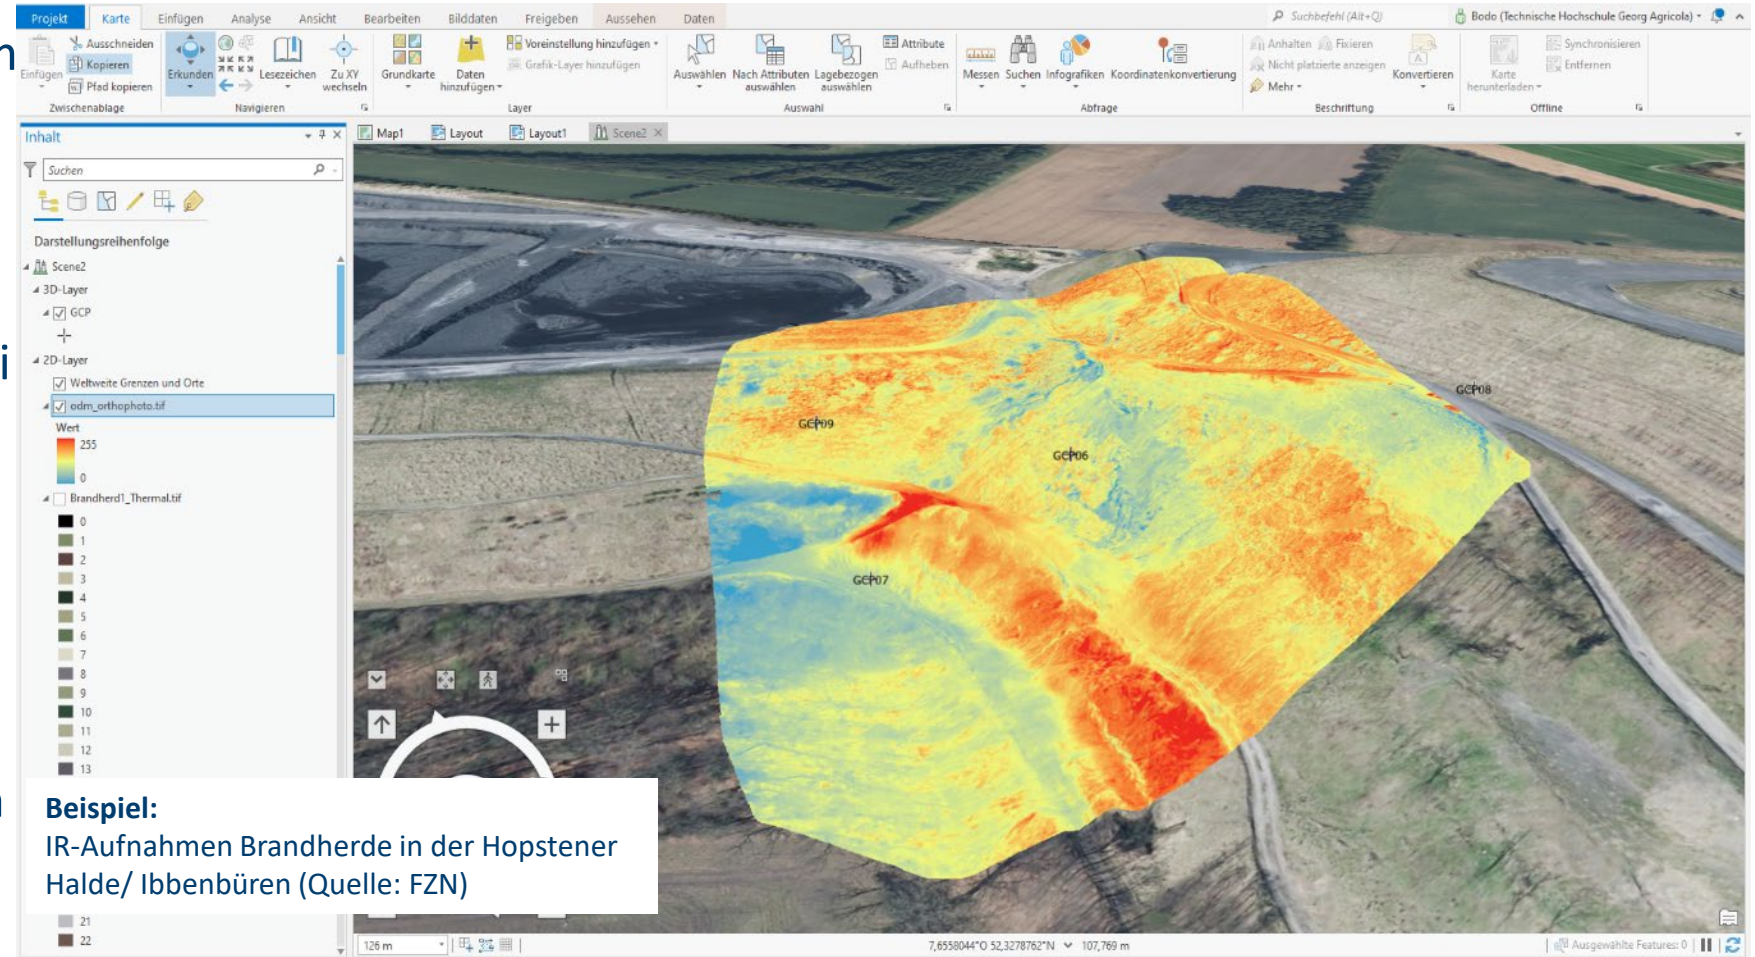 Projekt Karte Einfügen Analyse Ansicht Bearbeiten Bilddaten Freigeben Aussehen Daten Suchbefehl (Alt+Q) Bodo (Technische Hochschule Georg Agricola)
Einfügen
Ausschneiden
Kopieren
Pfad kopieren
Zwischenablage
Erkunden
Lesezeichen
Zu XY
wechseln
Navigieren
Grundkarte
Daten
hinzufügen
Voreinstellung hinzufügen
Grafik-Layer hinzufügen
Layer
Auswählen
Nach Attributen
auswählen
Lagebezogen
auswählen
Attribute
Aufheben
Auswahl
Messen
Suchen
Infografiken
Koordinatenkonvertierung
Abfrage
Anhalten
Fixieren
Nicht platzierte anzeigen
Mehr
Konvertieren
Beschriftung
Karte
herunterladen
Synchronisieren
Entfernen
Offline
Inhalt
Map1 Layout Layout1 Scene2
Suchen
Darstellungsreihenfolge
Scene2
3D-Layer
GCP
2D-Layer
Weltweite Grenzen und Orte
odm_orthophoto.tif
Wert
255
0
Brandherd1_Thermal.tif
0
1
2
3
4
5
6
7
8
9
10
11
12
13
21
22
GCP08
GCP09
GCP06
GCP07
n
i
Beispiel:
IR-Aufnahmen Brandherde in der Hopstener
Halde/ Ibbenbüren (Quelle: FZN)
126 m
7,6558044°O 52,3278762°N 107,769 m
Ausgewählte Features: 0